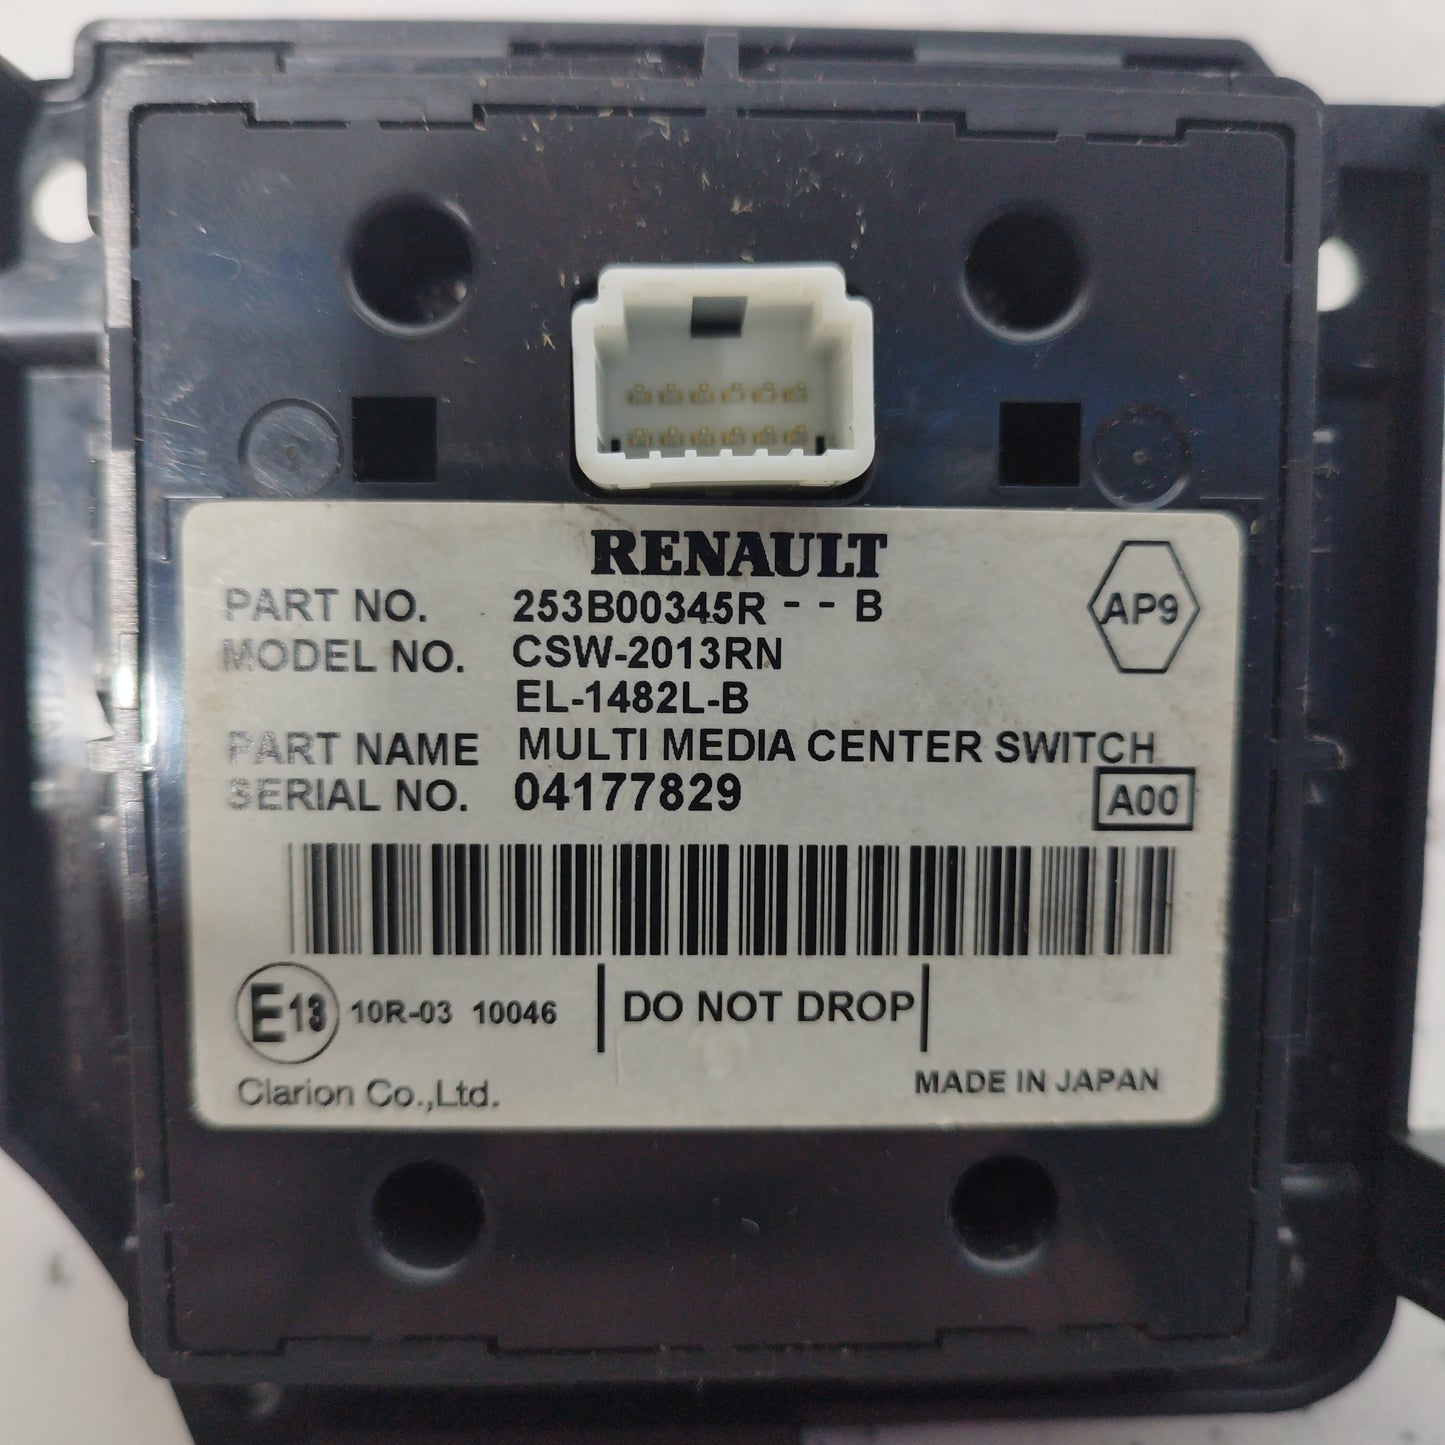 RENAULT
PART NO. 253B00345R - - B
AP9
MODEL NO. CSW-2013RN
EL-1482L-B
PART NAME MULTI MEDIA CENTER SWITCH
SERIAL NO. 04177829
A00
E13 10R-03 10046 DO NOT DROP
Clarion Co.,Ltd. MADE IN JAPAN